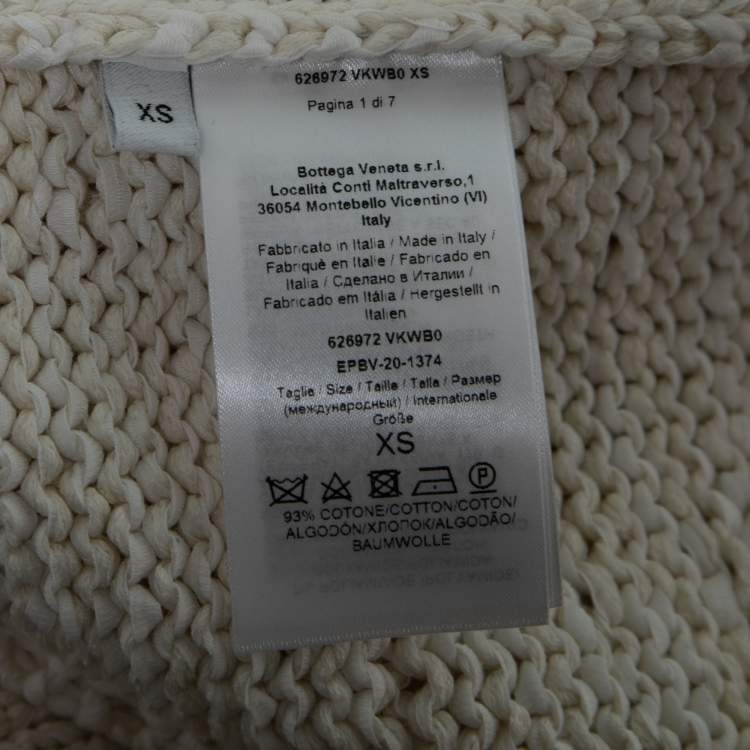 626972 VKWB0 XS
Pagina 1 di 7
XS
Bottega Veneta s.r.l.
Località Conti Maltraverso,1
36054 Montebello Vicentino (VI)
Italy
Fabbricato in Italia / Made in Italy /
Fabriquè en Italie / Fabricado en
Italia / Сделано в Италии /
Fabricado em Itália / Hergestellt in
Italien
626972 VKWB0
EPBV-20-1374
Taglia / Size / Taille / Talla / Размер
(международный) / Internationale
Größe
XS
P
93% COTONE/COTTON/COTON/
ALGODÓN/ХЛОПОК/ALGODÃO/
BAUMWOLLE